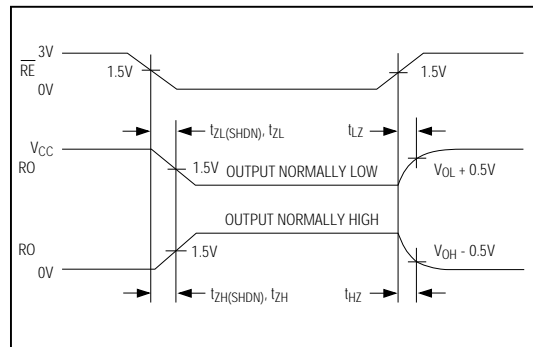 3V
RE
1.5V
1.5V
0V
tZL(SHDN), tZL
tLZ
VCC
RO
1.5V
OUTPUT NORMALLY LOW
VOL + 0.5V
OUTPUT NORMALLY HIGH
RO
1.5V
VOH - 0.5V
0V
tZH(SHDN), tZH
tHZ